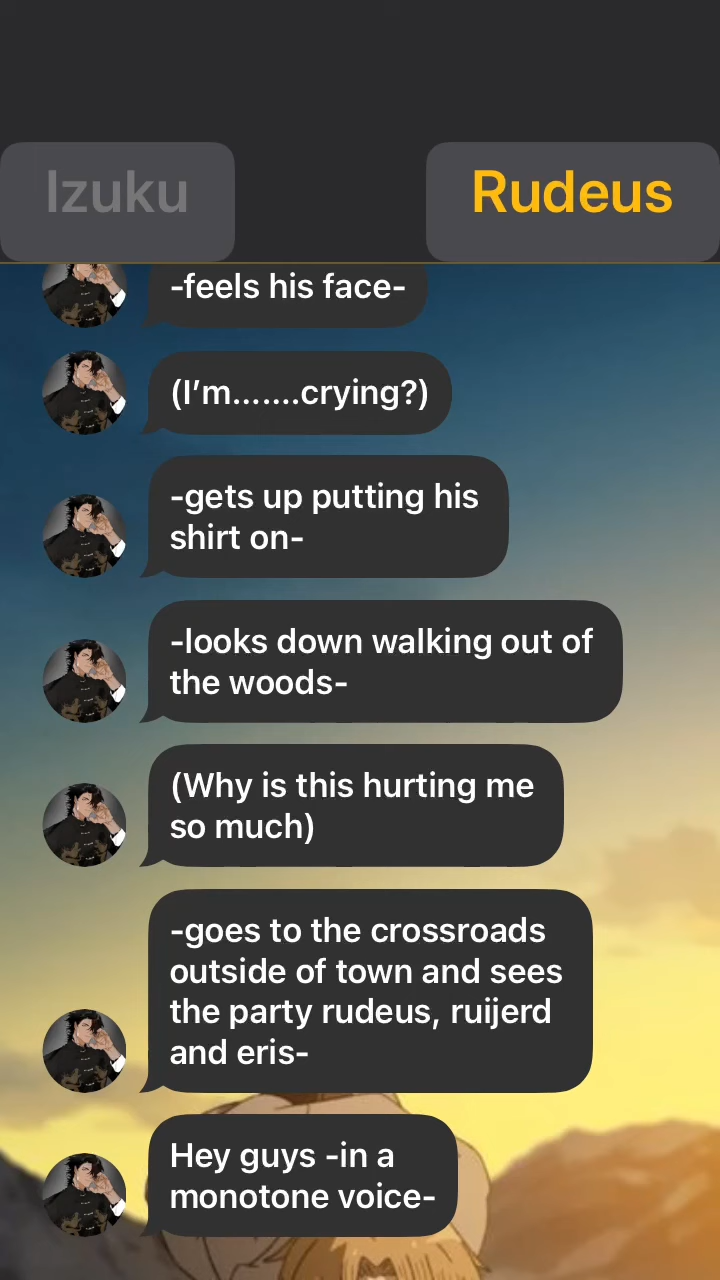 Izuku
Rudeus
-feels his face-
(I’m.......crying?)
-gets up putting his
shirt on-
-looks down walking out of
the woods-
(Why is this hurting me
so much)
-goes to the crossroads
outside of town and sees
the party rudeus, ruijerd
and eris-
Hey guys -in a
monotone voice-